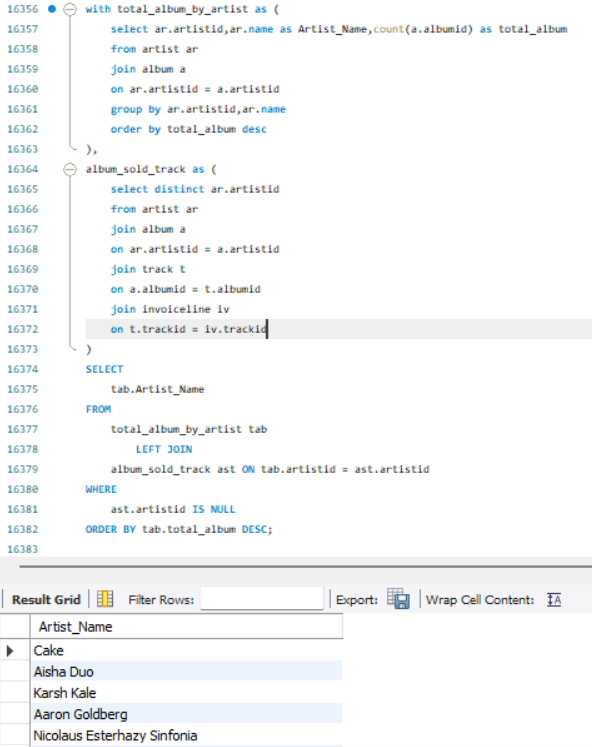 16356 with total_album_by_artist as (
16357 select ar.artistid,ar.name as Artist_Name,count(a.albumid) as total_album
16358 from artist ar
16359 join album a
16360 on ar.artistid = a.artistid
16361 group by ar.artistid,ar.name
16362 order by total_album desc
16363 ),
16364 album_sold_track as (
16365 select distinct ar.artistid
16366 from artist ar
16367 join album a
16368 on ar.artistid = a.artistid
16369 join track t
16370 on a.albumid = t.albumid
16371 join invoiceline iv
16372 on t.trackid = iv.trackid
16373 )
16374 SELECT
16375 tab.Artist_Name
16376 FROM
16377 total_album_by_artist tab
16378 LEFT JOIN
16379 album_sold_track ast ON tab.artistid = ast.artistid
16380 WHERE
16381 ast.artistid IS NULL
16382 ORDER BY tab.total_album DESC;
16383
Result Grid Filter Rows: Export: Wrap Cell Content: IA
Artist_Name
Cake
Aisha Duo
Karsh Kale
Aaron Goldberg
Nicolaus Esterhazy Sinfonia